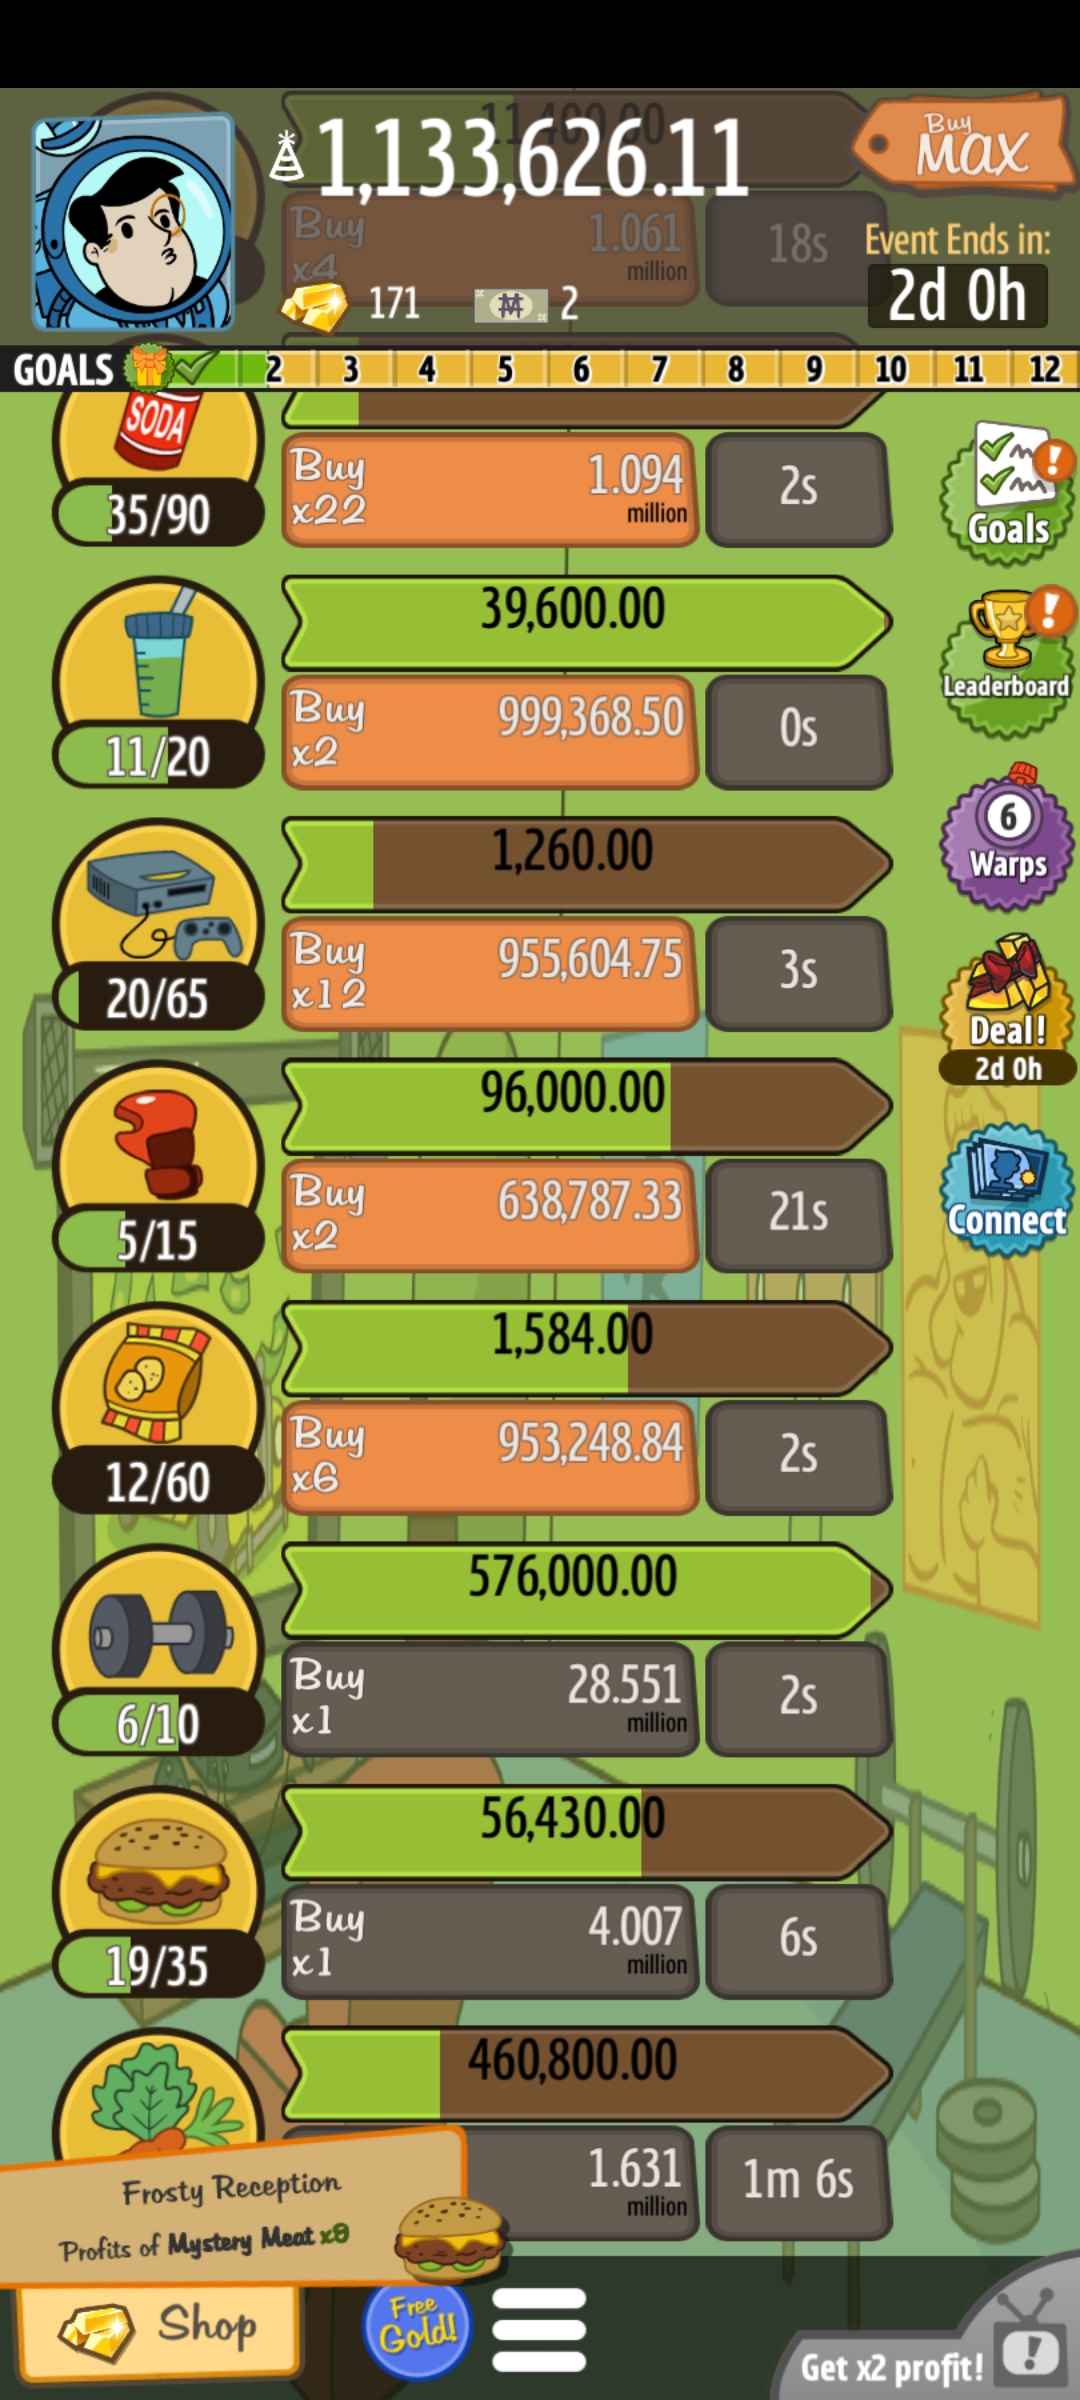 11,400.00
1,133,626.11
Buy
MAX
Buy
x4
1.061
million
18s
Event Ends in:
2d 0h
171
2
GOALS 2 3 4 5 6 7 8 9 10 11 12
SODA
35/90
Buy
x22
1.094
million
2s
Goals
39,600.00
11/20
Buy
x2
999,368.50
0s
Leaderboard
1,260.00
20/65
Buy
x12
955,604.75
3s
6
Warps
Deal!
2d 0h
96,000.00
5/15
Buy
x2
638,787.33
21s
Connect
1,584.00
12/60
Buy
x6
953,248.84
2s
576,000.00
6/10
Buy
x1
28.551
million
2s
56,430.00
19/35
Buy
x1
4.007
million
6s
460,800.00
1.631
million
1m 6s
Frosty Reception
Profits of Mystery Meat x9
Shop
Free
Gold!
Get x2 profit!